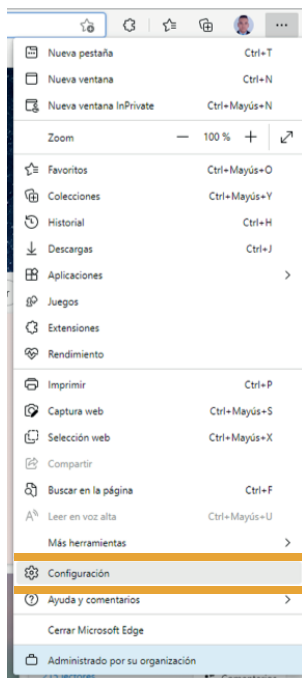 Nueva pestaña Ctrl+T
Nueva ventana Ctrl+N
Nueva ventana InPrivate Ctrl+Mayús+N
Zoom — 100 % +
Favoritos Ctrl+Mayús+O
Colecciones Ctrl+Mayús+Y
Historial Ctrl+H
Descargas Ctrl+J
Aplicaciones
Juegos
Extensiones
Rendimiento
Imprimir Ctrl+P
Captura web Ctrl+Mayús+S
Selección web Ctrl+Mayús+X
Compartir
Buscar en la página Ctrl+F
Leer en voz alta Ctrl+Mayús+U
Más herramientas
Configuración
Ayuda y comentarios
Cerrar Microsoft Edge
Administrado por su organización